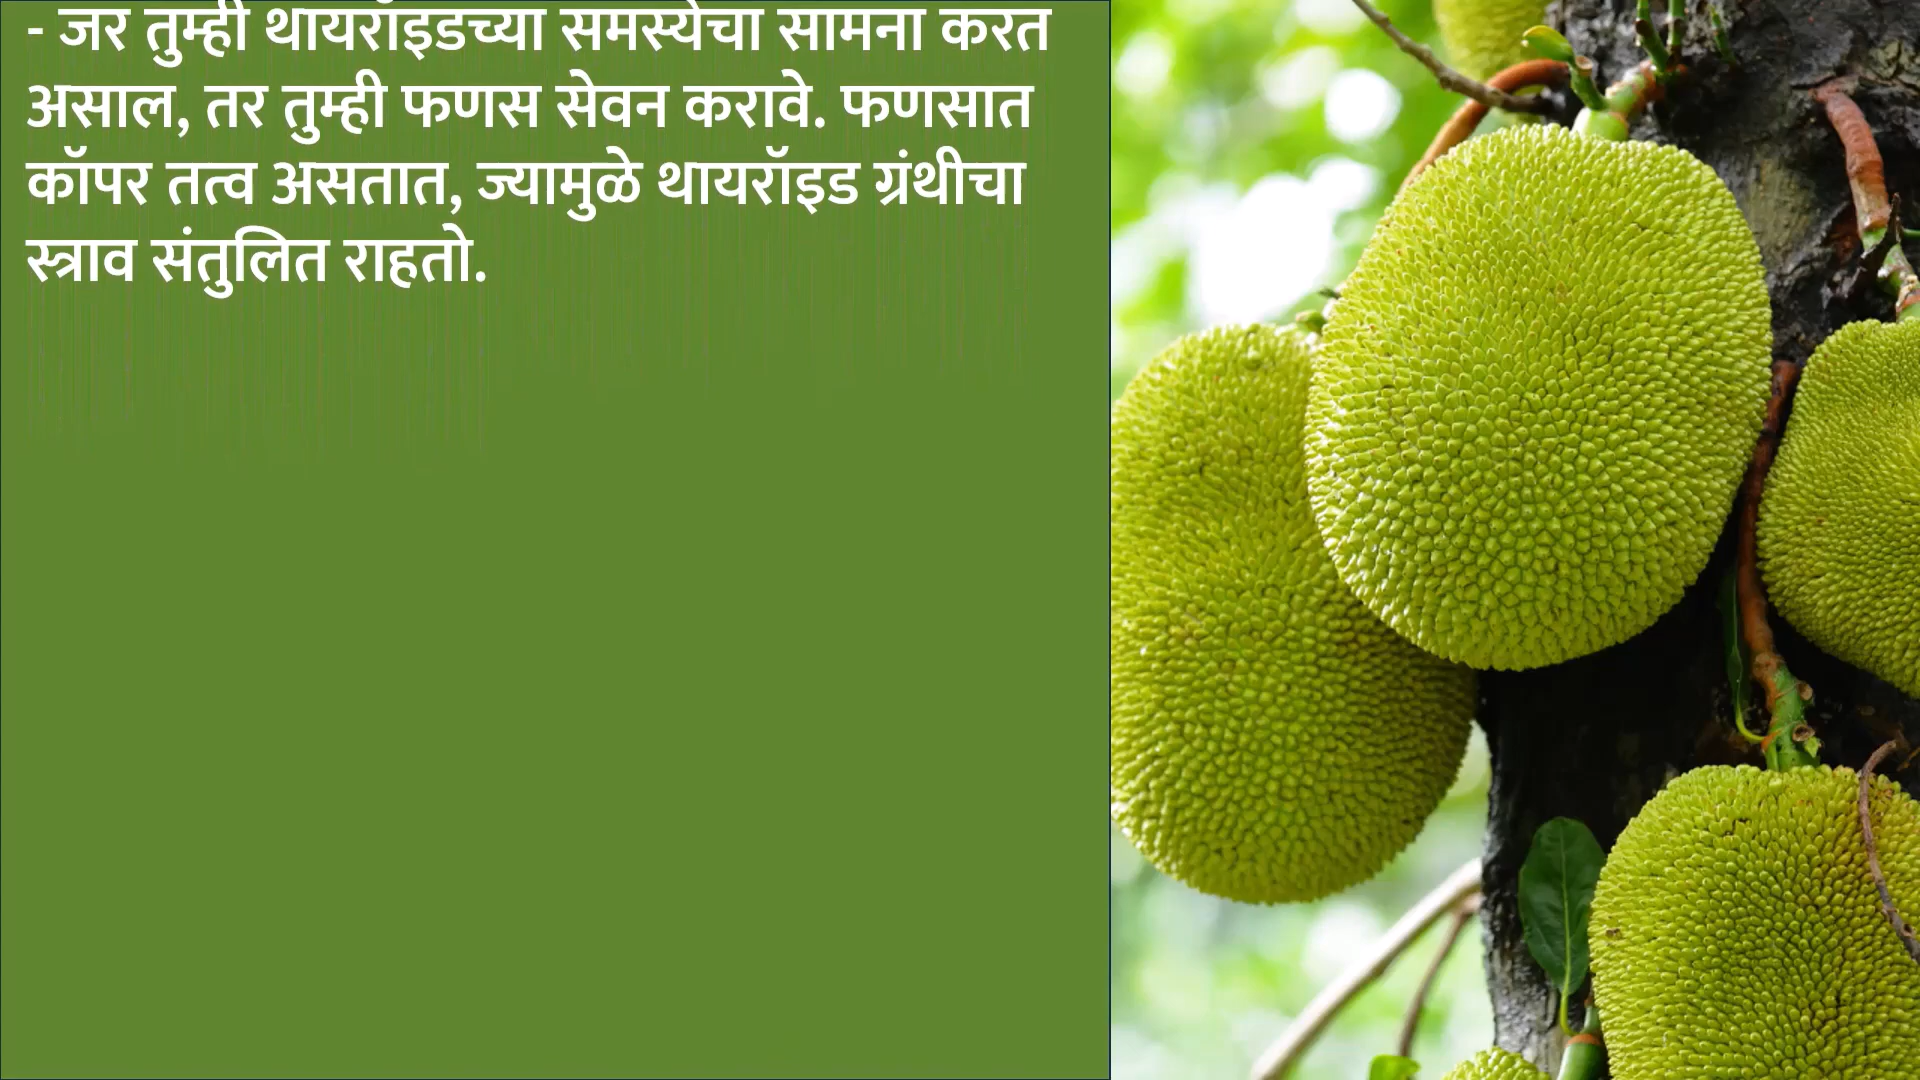 - जर तुम्ही थायरॉइडच्या समस्येचा सामना करत
असाल, तर तुम्ही फणस सेवन करावे. फणसात
कॉपर तत्व असतात, ज्यामुळे थायरॉइड ग्रंथीचा
स्त्राव संतुलित राहतो.